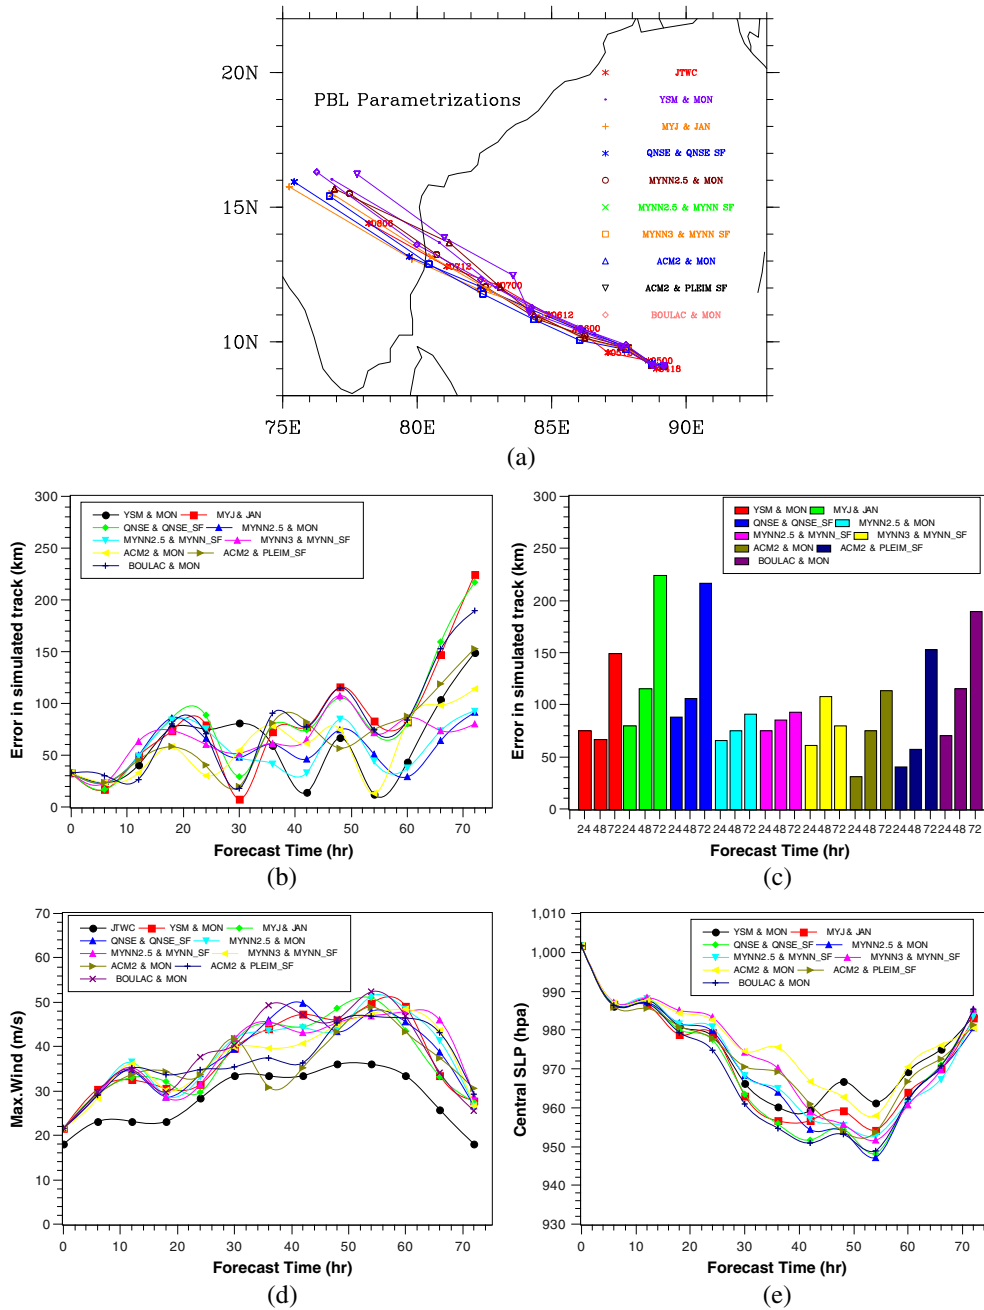 20N
15N
10N
75E
80E
85E
90E
PBL Parametrizations
JTWC
YSM & MON
MYJ & JAN
QNSE & QNSE SF
MYNN2.5 & MON
MYNN2.5 & MYNN SF
MYNN3 & MYNN SF
ACM2 & MON
ACM2 & PLEIM SF
BOULAC & MON
0712
0700
0612
(a)
300
250
200
150
100
50
0
Error in simulated track (km)
YSM & MON MYJ & JAN
QNSE & QNSE_SF MYNN2.5 & MON
MYNN2.5 & MYNN_SF MYNN3 & MYNN_SF
ACM2 & MON ACM2 & PLEIM_SF
BOULAC & MON
0 10 20 30 40 50 60 70
Forecast Time (hr)
(b)
300
250
200
150
100
50
0
Error in simulated track (km)
YSM & MON MYJ & JAN
QNSE & QNSE_SF MYNN2.5 & MON
MYNN2.5 & MYNN_SF MYNN3 & MYNN_SF
ACM2 & MON ACM2 & PLEIM_SF
BOULAC & MON
24 48 72 24 48 72 24 48 72 24 48 72 24 48 72 24 48 72 24 48 72 24 48 72 24 48 72
Forecast Time (hr)
(c)
70
60
50
40
30
20
10
0
Max.Wind (m/s)
JTWC YSM & MON MYJ & JAN
QNSE & QNSE_SF MYNN2.5 & MON
MYNN2.5 & MYNN_SF MYNN3 & MYNN_SF
ACM2 & MON ACM2 & PLEIM_SF
BOULAC & MON
0 10 20 30 40 50 60 70
Forecast Time (hr)
(d)
1,010
1,000
990
980
970
960
950
940
930
Central SLP (hpa)
YSM & MON MYJ & JAN
QNSE & QNSE_SF MYNN2.5 & MON
MYNN2.5 & MYNN_SF MYNN3 & MYNN_SF
ACM2 & MON ACM2 & PLEIM_SF
BOULAC & MON
0 10 20 30 40 50 60 70
Forecast Time (hr)
(e)